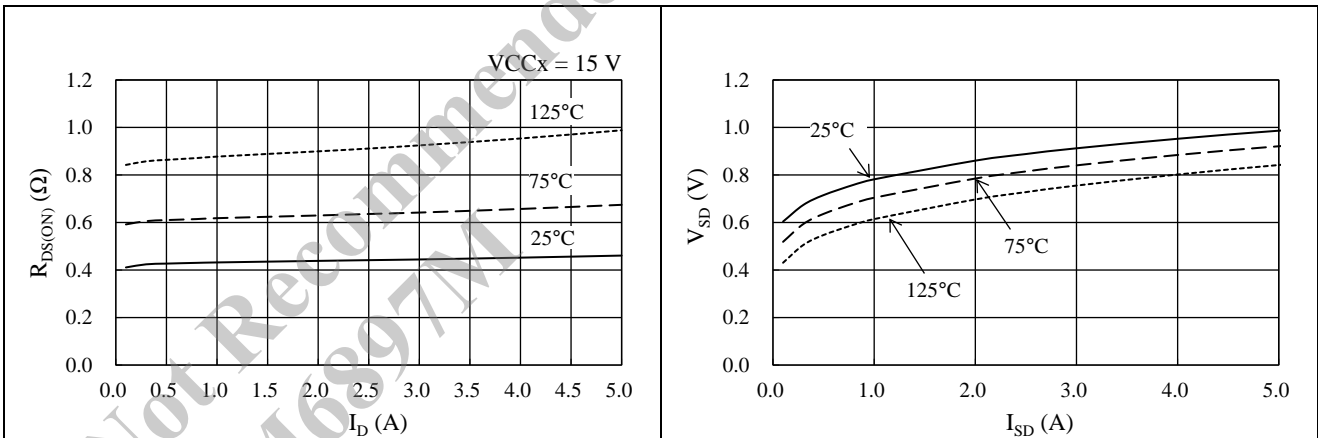 VCCx = 15 V
R_DS(ON) (Ω)
1.2
1.0
0.8
0.6
0.4
0.2
0.0
125°C
75°C
25°C
0.0 0.5 1.0 1.5 2.0 2.5 3.0 3.5 4.0 4.5 5.0
I_D (A)
V_SD (V)
1.2
1.0
0.8
0.6
0.4
0.2
0.0
25°C
75°C
125°C
0.0 1.0 2.0 3.0 4.0 5.0
I_SD (A)
Not Recommende
M6897M